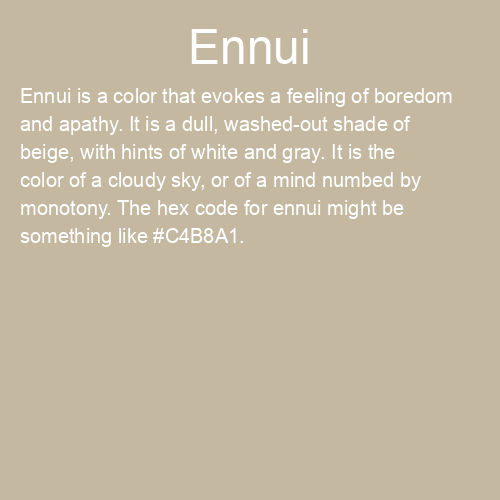 Ennui
Ennui is a color that evokes a feeling of boredom
and apathy. It is a dull, washed-out shade of
beige, with hints of white and gray. It is the
color of a cloudy sky, or of a mind numbed by
monotony. The hex code for ennui might be
something like #C4B8A1.